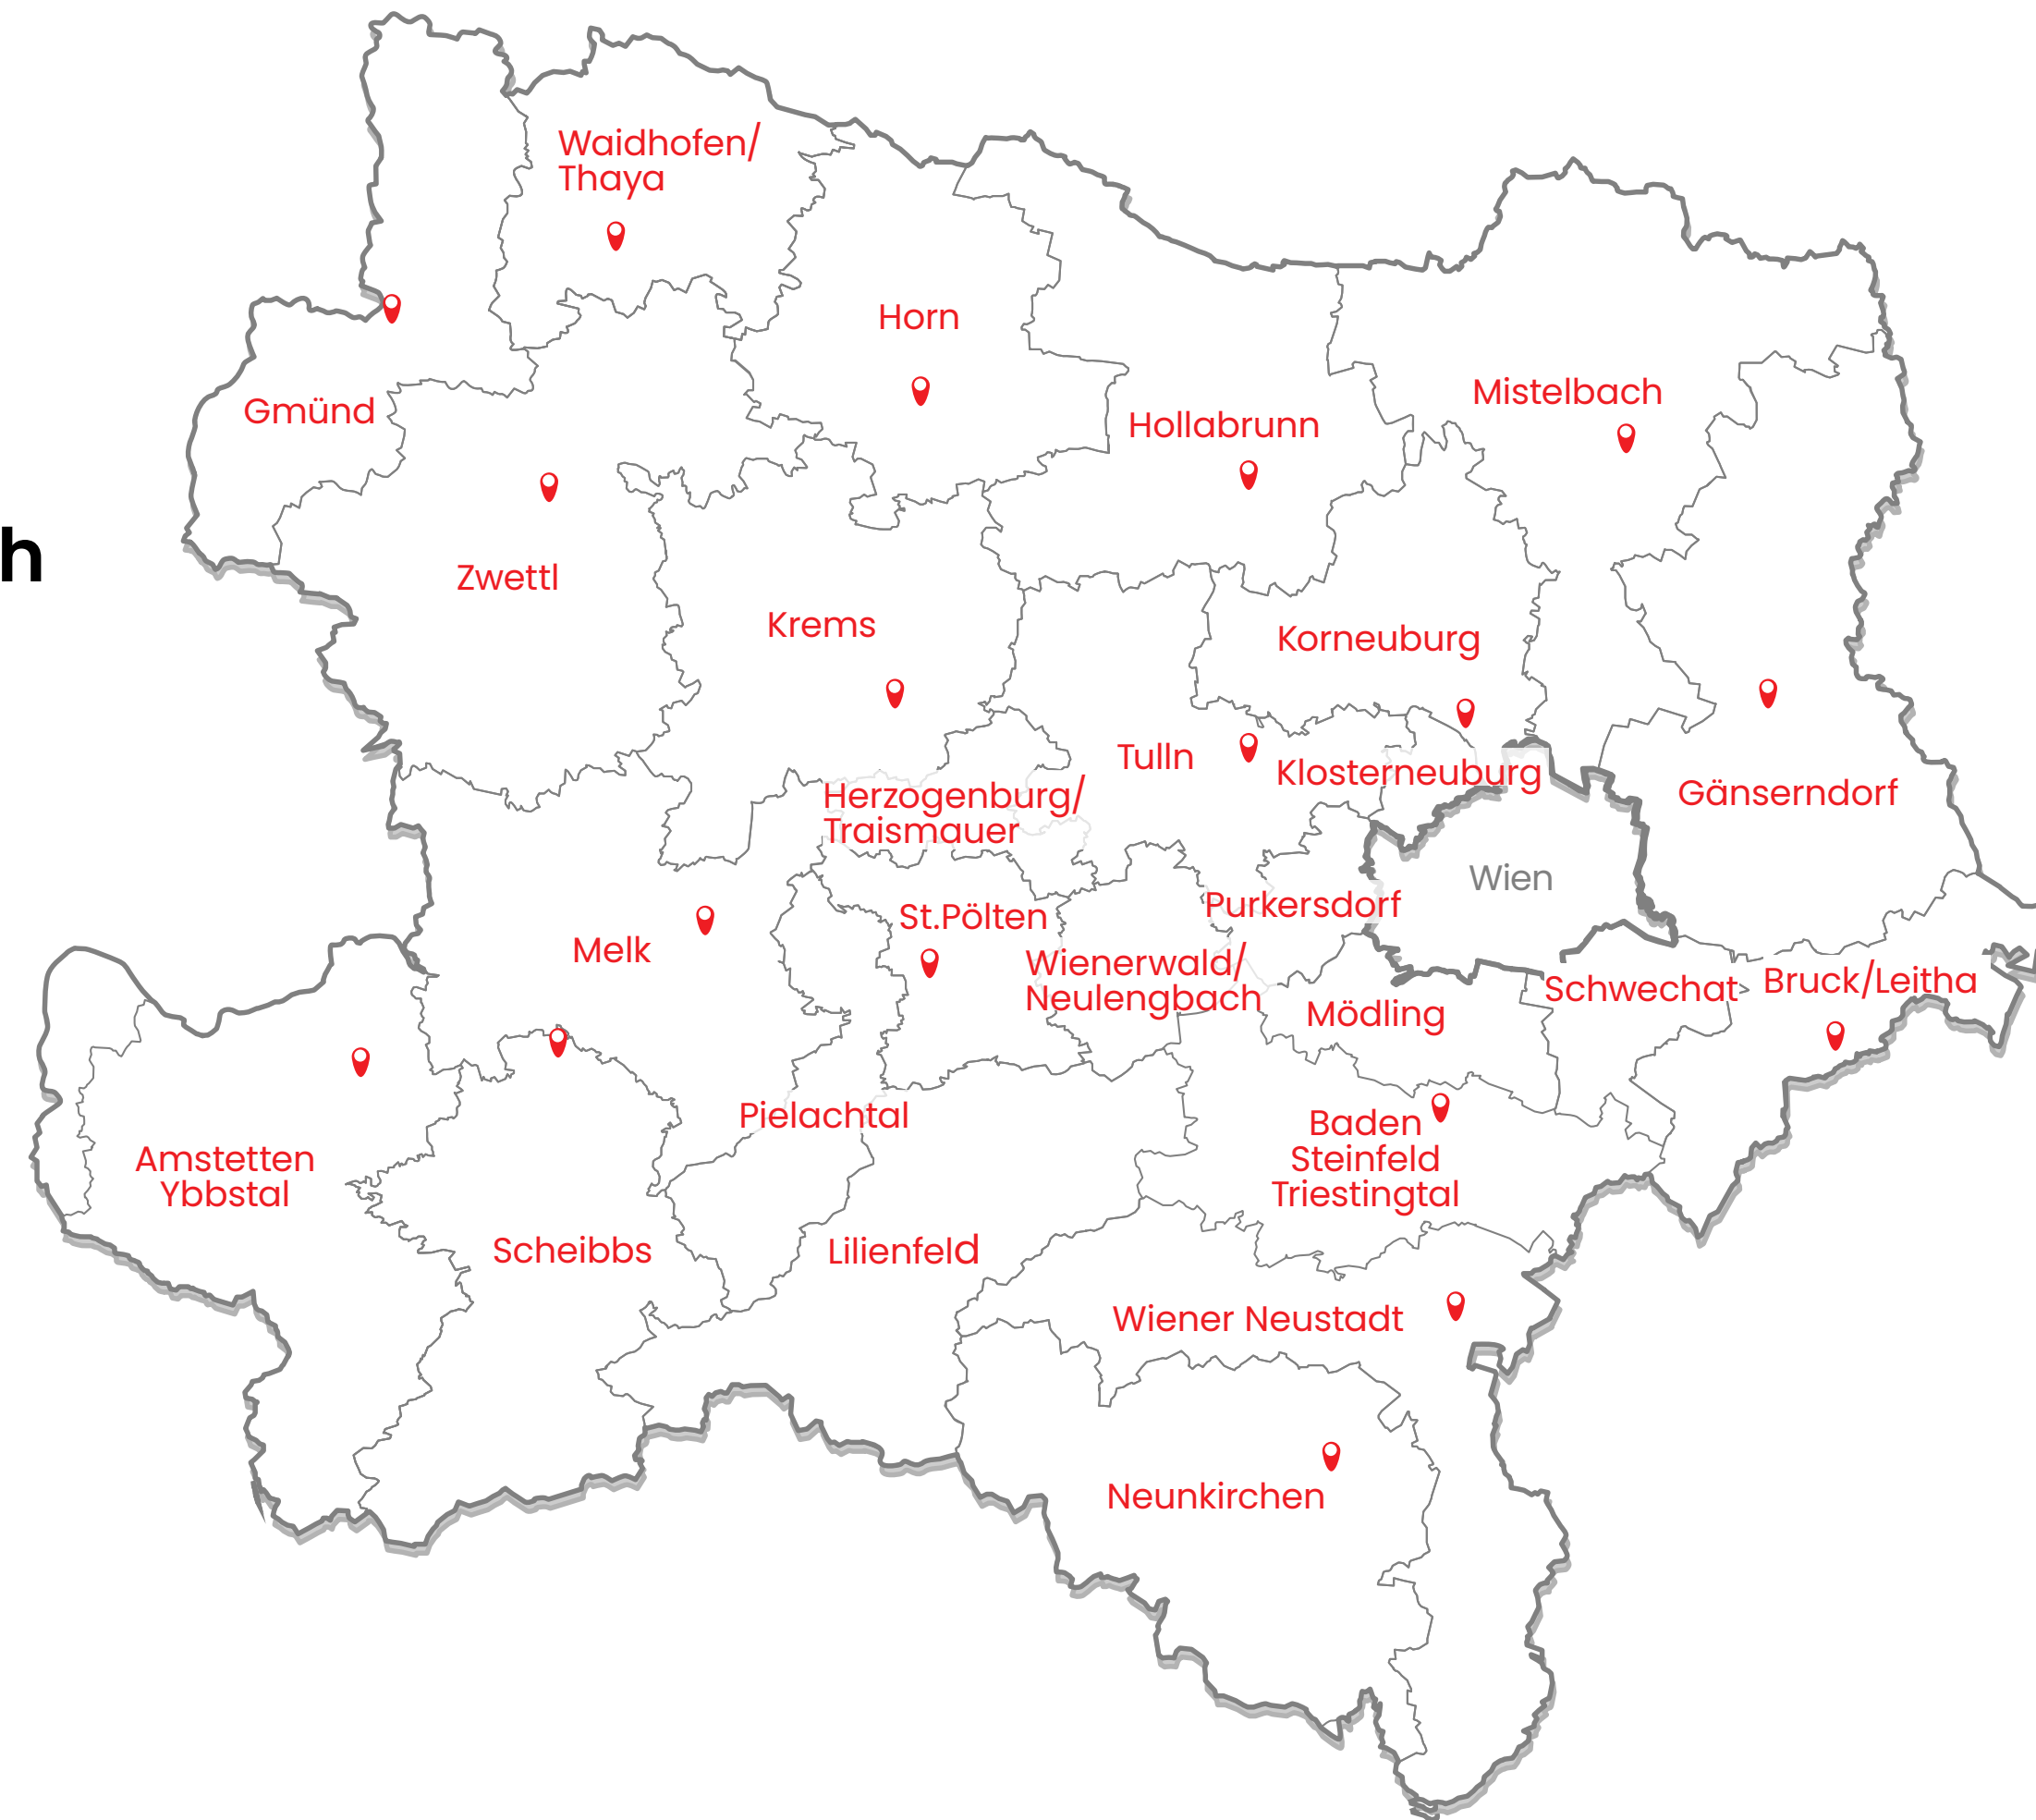 Waidhofen/
Thaya
Horn
Mistelbach
Gmünd
Hollabrunn
h
Zwettl
Krems
Korneuburg
Tulln
Klosterneuburg
Herzogenburg/
Traismauer
Gänserndorf
Wien
Purkersdorf
St.Pölten
Melk
Wienerwald/
Neulengbach
Schwechat
Bruck/Leitha
Mödling
Pielachtal
Baden
Steinfeld
Triestingtal
Amstetten
Ybbstal
Scheibbs
Lilienfeld
Wiener Neustadt
Neunkirchen